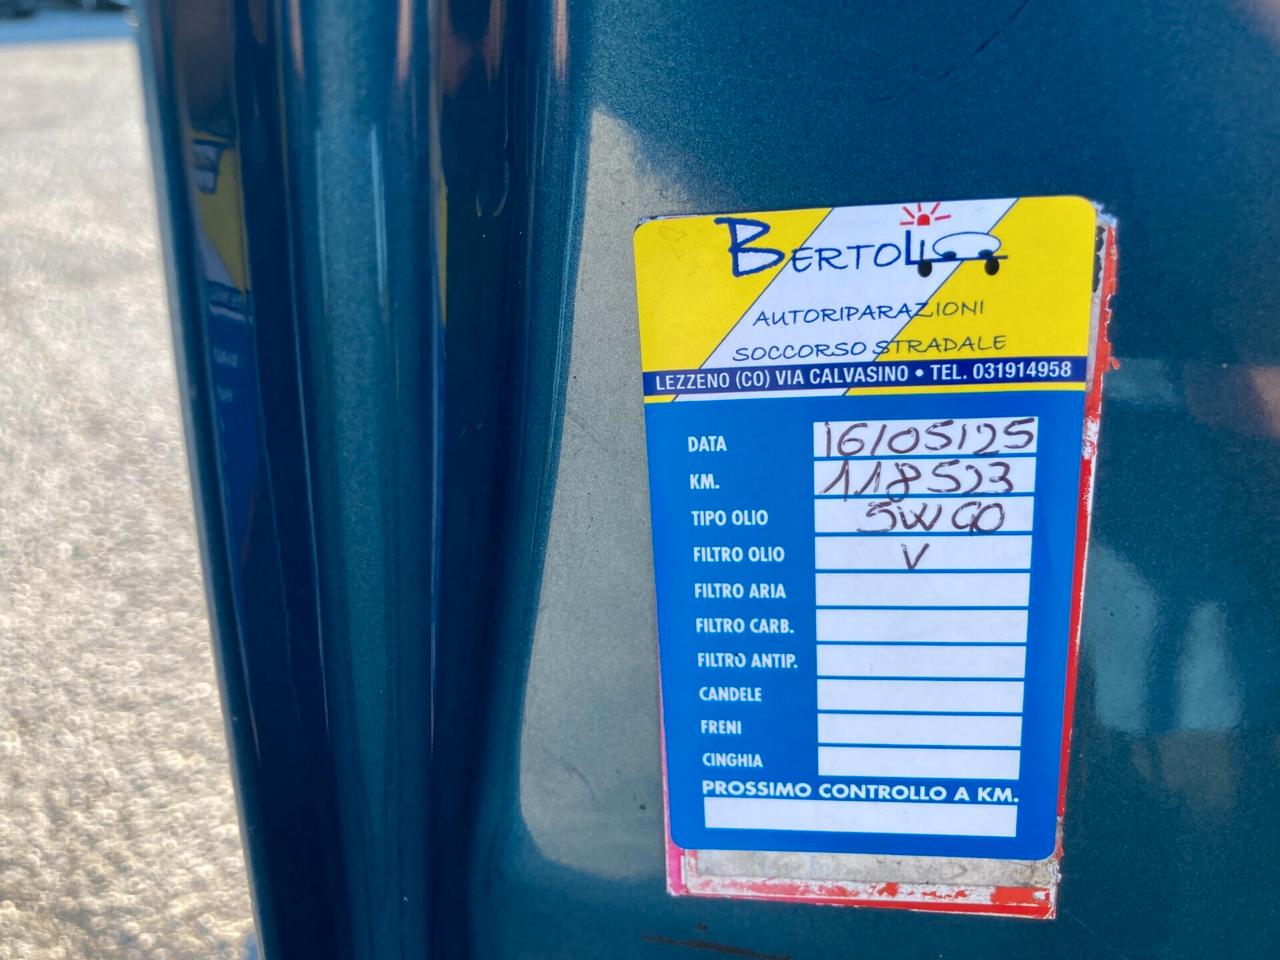 BERTOLI
AUTORIPARAZIONI
SOCCORSO STRADALE
LEZZENO (CO) VIA CALVASINO • TEL. 031914958
DATA 16/05/25
KM. 118523
TIPO OLIO 5W40
FILTRO OLIO V
FILTRO ARIA
FILTRO CARB.
FILTRO ANTIP.
CANDELE
FRENI
CINGHIA
PROSSIMO CONTROLLO A KM.